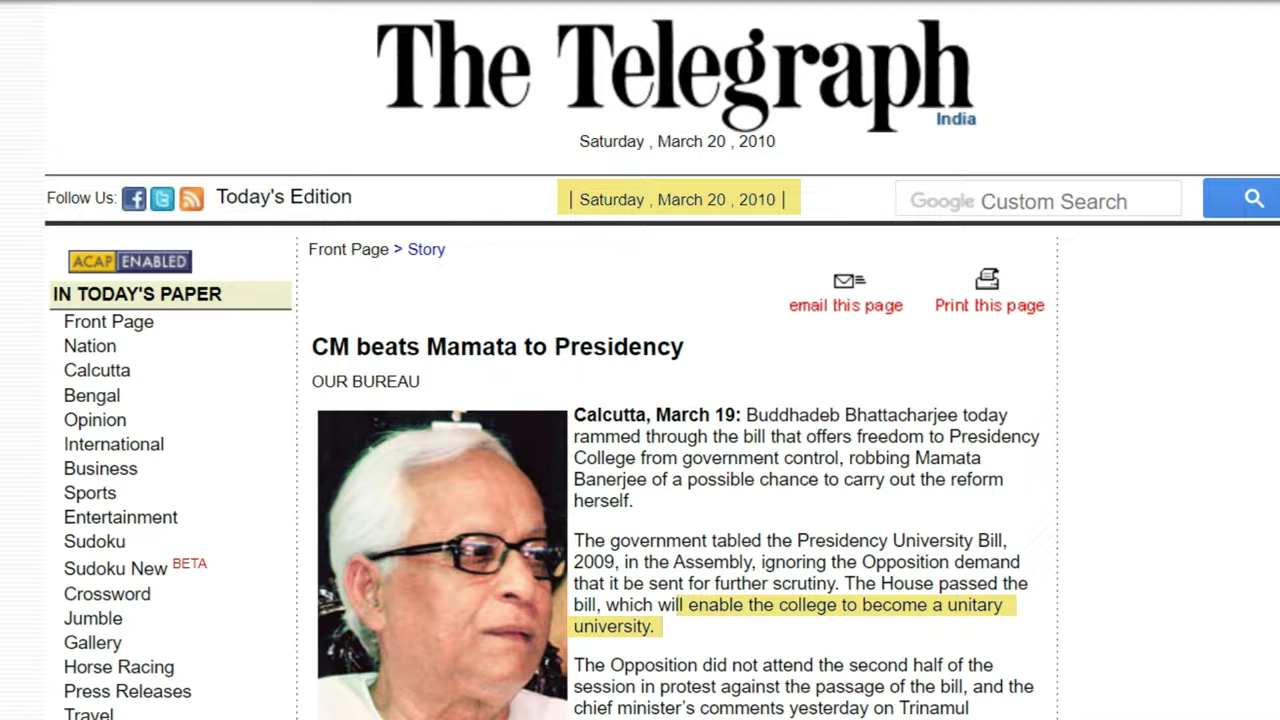 The Telegraph
India
Saturday , March 20 , 2010
Follow Us:
Today's Edition
| Saturday , March 20 , 2010 |
Google Custom Search
ACAP ENABLED
IN TODAY'S PAPER
Front Page
Nation
Calcutta
Bengal
Opinion
International
Business
Sports
Entertainment
Sudoku
Sudoku New BETA
Crossword
Jumble
Gallery
Horse Racing
Press Releases
Travel
Front Page > Story
email this page
Print this page
CM beats Mamata to Presidency
OUR BUREAU
Calcutta, March 19: Buddhadeb Bhattacharjee today
rammed through the bill that offers freedom to Presidency
College from government control, robbing Mamata
Banerjee of a possible chance to carry out the reform
herself.
The government tabled the Presidency University Bill,
2009, in the Assembly, ignoring the Opposition demand
that it be sent for further scrutiny. The House passed the
bill, which will enable the college to become a unitary
university.
The Opposition did not attend the second half of the
session in protest against the passage of the bill, and the
chief minister's comments yesterday on Trinamul